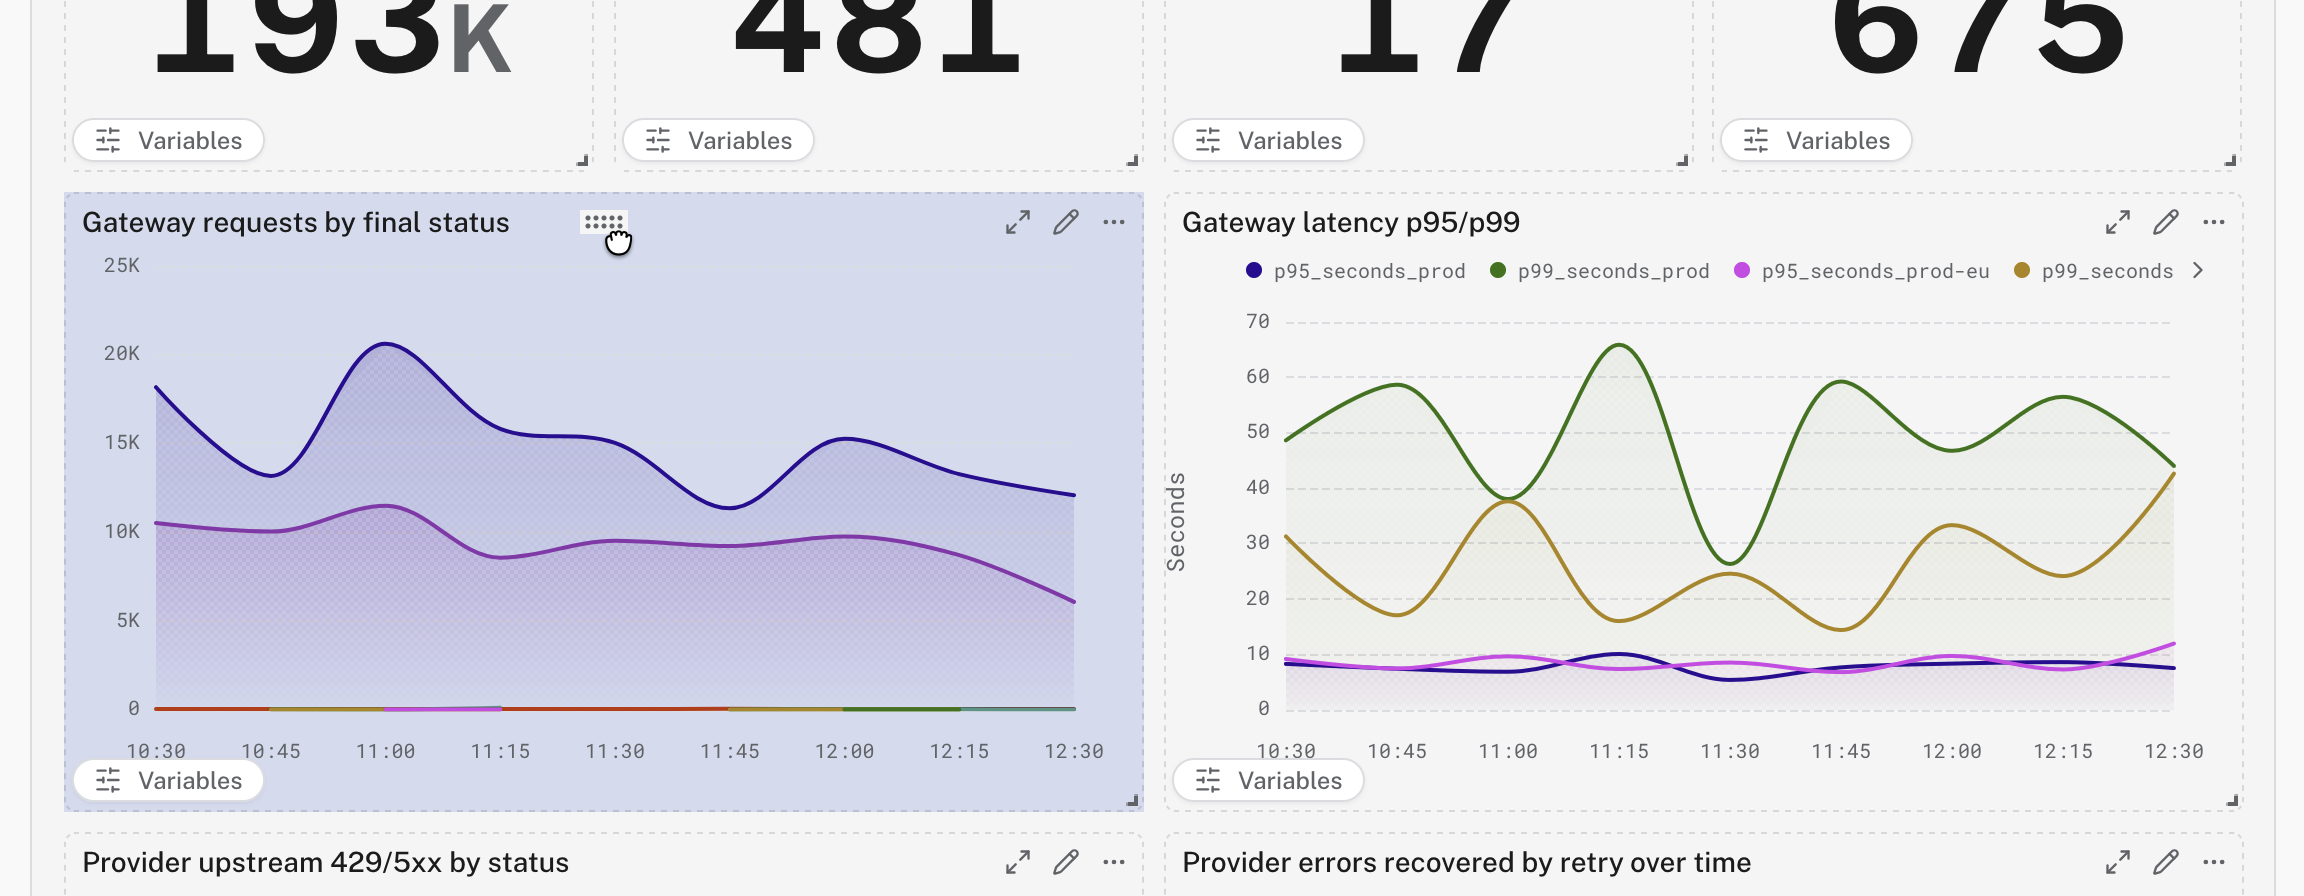 193K
481
17
675
Variables
Variables
Variables
Variables
Gateway requests by final status
25K
20K
15K
10K
5K
0
10:30 10:45 11:00 11:15 11:30 11:45 12:00 12:15 12:30
Variables
Gateway latency p95/p99
p95_seconds_prod p99_seconds_prod p95_seconds_prod-eu p99_seconds
Seconds
70
60
50
40
30
20
10
0
10:30 10:45 11:00 11:15 11:30 11:45 12:00 12:15 12:30
Variables
Provider upstream 429/5xx by status
Provider errors recovered by retry over time